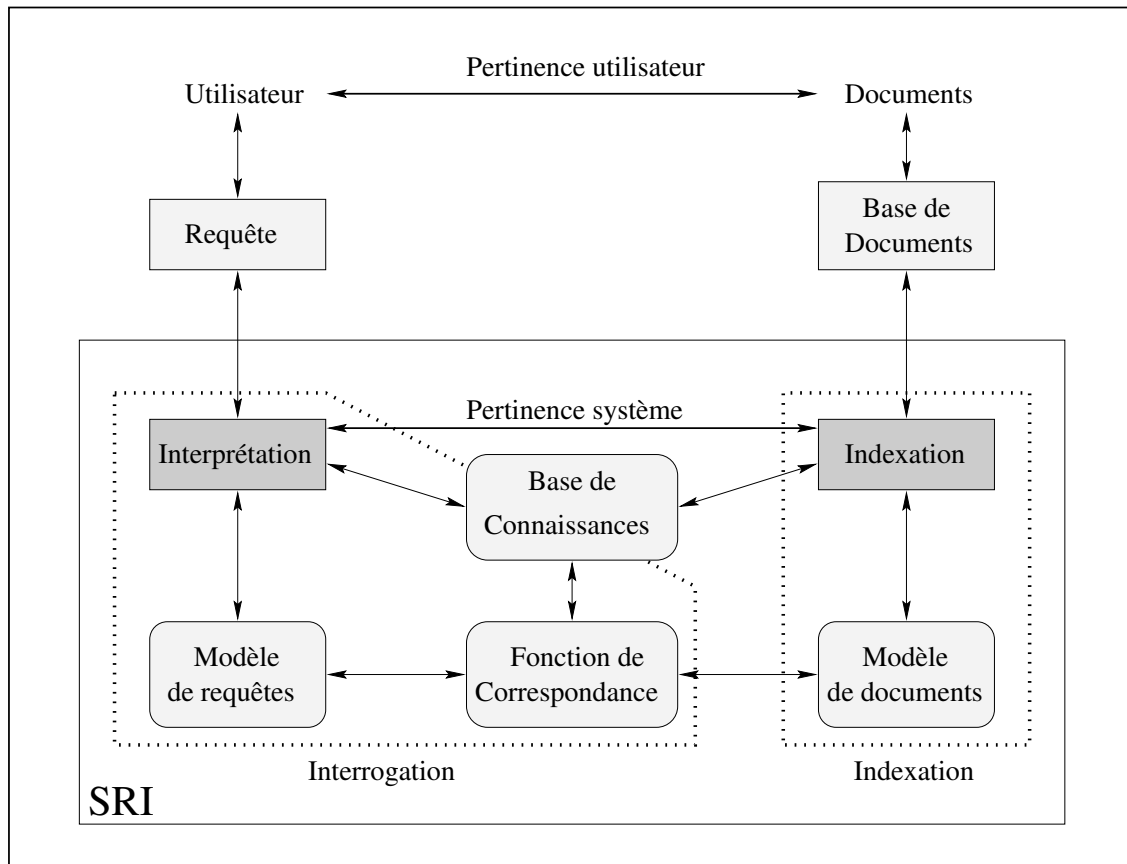 Pertinence utilisateur
Utilisateur
Documents
Requête
Base de
Documents
Pertinence système
Interprétation
Indexation
Base de
Connaissances
Modèle
de requêtes
Fonction de
Correspondance
Modèle
de documents
Interrogation
Indexation
SRI